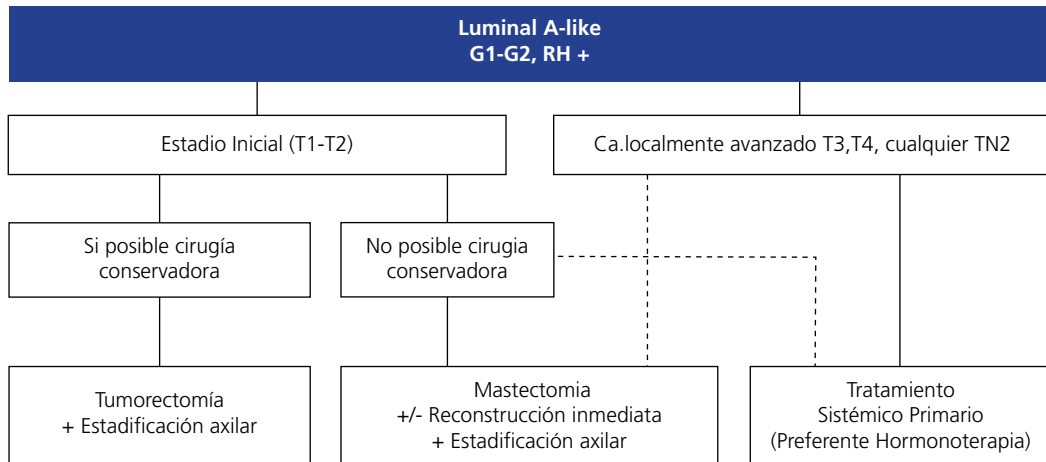 Luminal A-like
G1-G2, RH +
Estadio Inicial (T1-T2)
Ca.localmente avanzado T3,T4, cualquier TN2
Si posible cirugía
conservadora
No posible cirugia
conservadora
Tumorectomía
+ Estadificación axilar
Mastectomia
+/- Reconstrucción inmediata
+ Estadificación axilar
Tratamiento
Sistémico Primario
(Preferente Hormonoterapia)